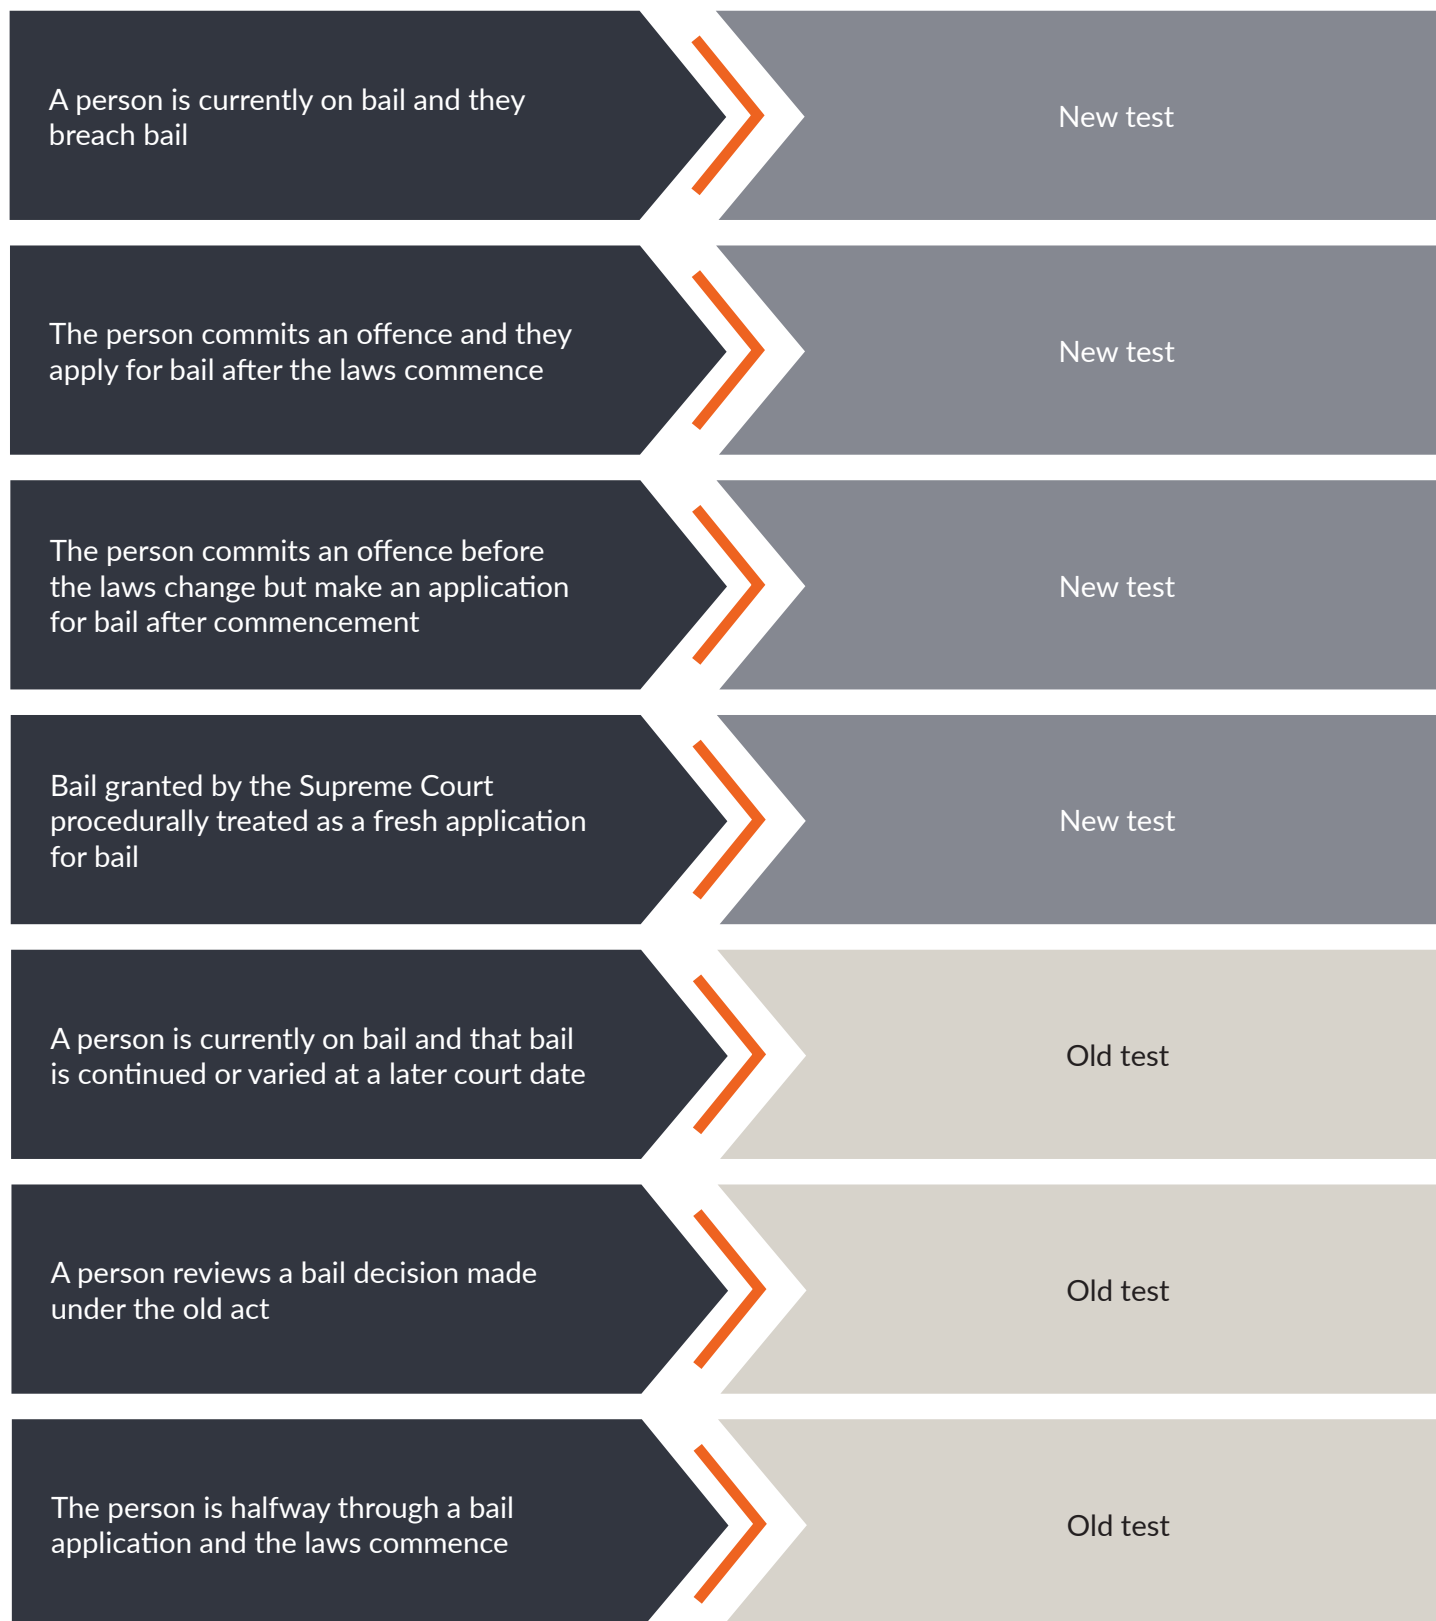 A person is currently on bail and they
breach bail
New test
The person commits an offence and they
apply for bail after the laws commence
New test
The person commits an offence before
the laws change but make an application
for bail after commencement
New test
Bail granted by the Supreme Court
procedurally treated as a fresh application
for bail
New test
A person is currently on bail and that bail
is continued or varied at a later court date
Old test
A person reviews a bail decision made
under the old act
Old test
The person is halfway through a bail
application and the laws commence
Old test